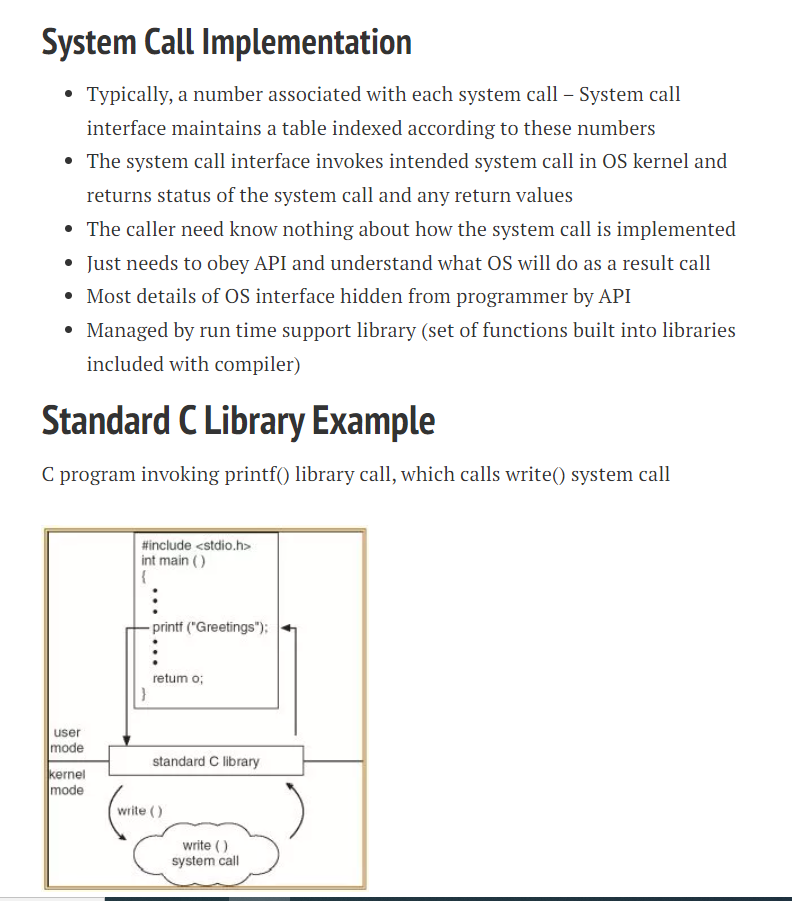 System Call Implementation
• Typically, a number associated with each system call – System call
interface maintains a table indexed according to these numbers
• The system call interface invokes intended system call in OS kernel and
returns status of the system call and any return values
• The caller need know nothing about how the system call is implemented
• Just needs to obey API and understand what OS will do as a result call
• Most details of OS interface hidden from programmer by API
• Managed by run time support library (set of functions built into libraries
included with compiler)
Standard C Library Example
C program invoking printf() library call, which calls write() system call
#include <stdio.h>
int main ( )
{
printf ("Greetings");
return o;
}
user
mode
standard C library
kernel
mode
write ( )
write ( )
system call